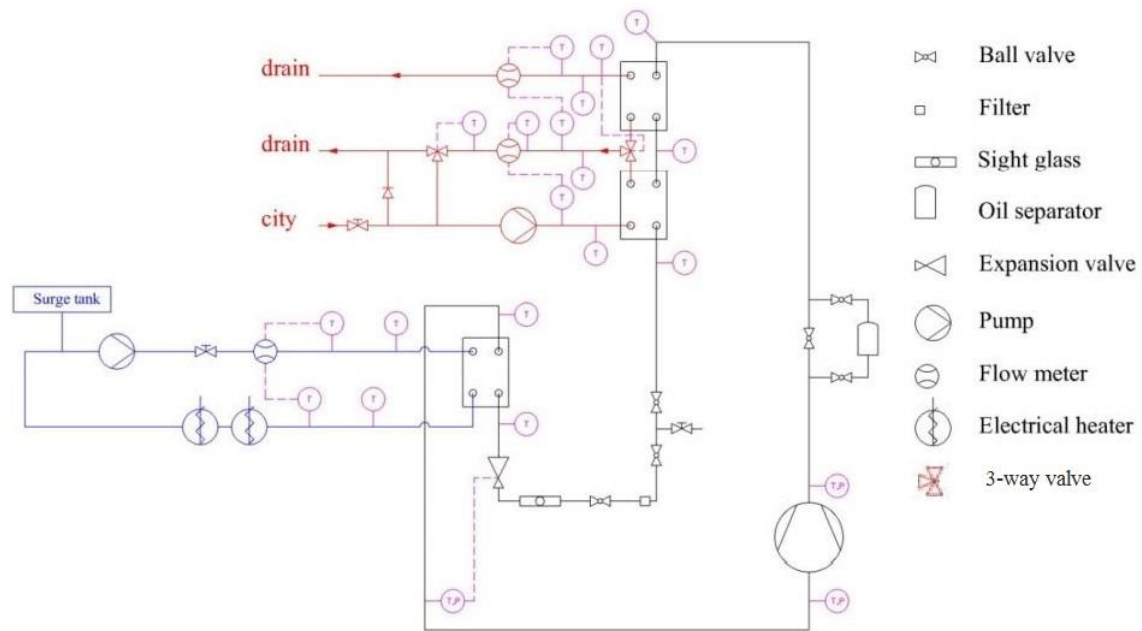 T
drain
T
T
T
Ball valve
T
Filter
drain
T
T
T
T
T
Sight glass
T
T
Oil separator
city
T
T
Expansion valve
Surge tank
T
T
T
Pump
Flow meter
T
T
T
Electrical heater
3-way valve
T,P
T,P
T,P